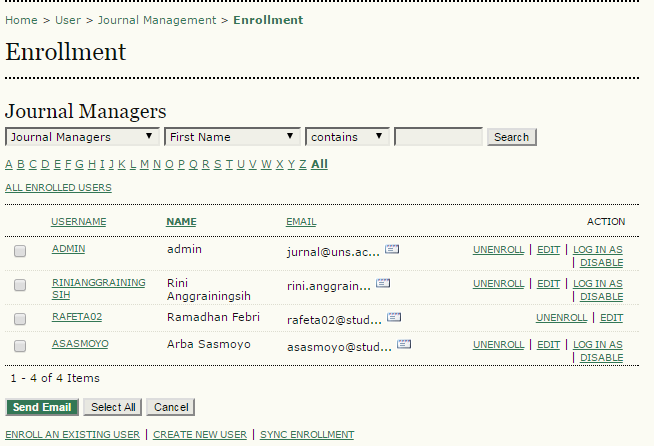 Home > User > Journal Management > Enrollment
Enrollment
Journal Managers
Journal Managers First Name contains Search
A B C D E F G H I J K L M N O P Q R S T U V W X Y Z All
ALL ENROLLED USERS
USERNAME NAME EMAIL ACTION
ADMIN admin jurnal@uns.ac... UNENROLL | EDIT | LOG IN AS
| DISABLE
RINIANGGRAINING Rini rini.anggrain... UNENROLL | EDIT | LOG IN AS
SIH Anggrainingsih | DISABLE
RAFETA02 Ramadhan Febri rafeta02@stud... UNENROLL | EDIT
ASASMOYO Arba Sasmoyo asasmoyo@stud... UNENROLL | EDIT | LOG IN AS
| DISABLE
1 - 4 of 4 Items
Send Email Select All Cancel
ENROLL AN EXISTING USER | CREATE NEW USER | SYNC ENROLLMENT